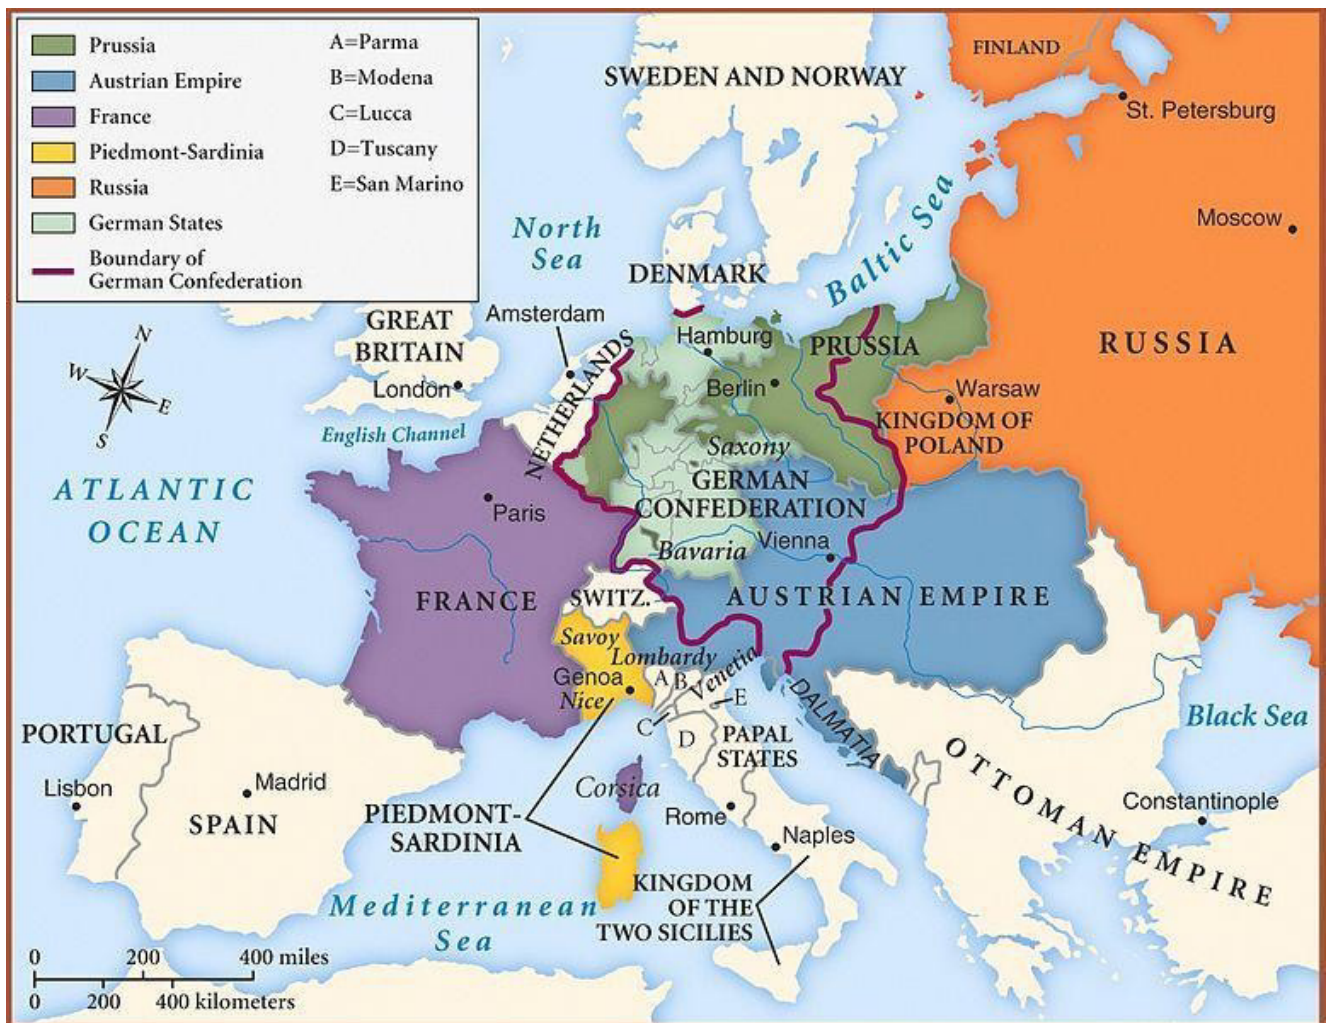 Prussia
Austrian Empire
France
Piedmont-Sardinia
Russia
German States
Boundary of
German Confederation
A=Parma
B=Modena
C=Lucca
D=Tuscany
E=San Marino
FINLAND
SWEDEN AND NORWAY
St. Petersburg
Moscow
North
Sea
Baltic Sea
DENMARK
Amsterdam
GREAT
BRITAIN
London
Hamburg
PRUSSIA
RUSSIA
NETHERLANDS
Berlin
Warsaw
KINGDOM OF
POLAND
N
W
E
S
English Channel
Saxony
GERMAN
CONFEDERATION
ATLANTIC
OCEAN
Paris
Vienna
Bavaria
FRANCE
SWITZ.
AUSTRIAN EMPIRE
Savoy
Lombardy
Venetia
Genoa
Nice
A
B
C
D
E
DALMATIA
Black Sea
PORTUGAL
Lisbon
Madrid
SPAIN
PAPAL
STATES
Corsica
Rome
PIEDMONT-
SARDINIA
Naples
OTTOMAN EMPIRE
Constantinople
KINGDOM
OF THE
TWO SICILIES
Mediterranean
Sea
0 200 400 miles
0 200 400 kilometers